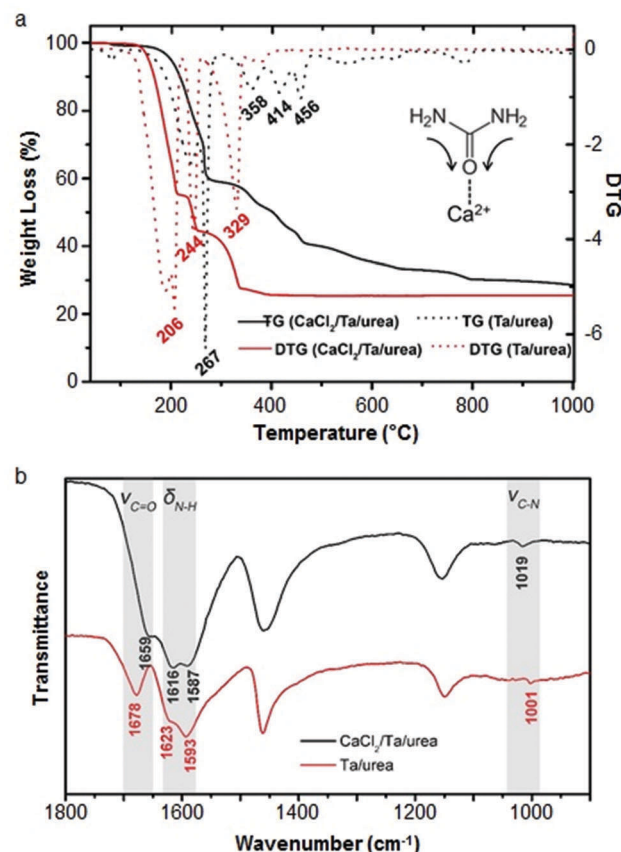 a
100
80
60
40
20
0
Weight Loss (%)
0
-2
-4
-6
DTG
358
414
456
206
244
267
329
H₂N NH₂
O
Ca²⁺
TG (CaCl₂/Ta/urea) TG (Ta/urea)
DTG (CaCl₂/Ta/urea) DTG (Ta/urea)
200 400 600 800 1000
Temperature (°C)
b
ν C=O δ N-H ν C-N
Transmittance
1659
1616
1587
1019
1678
1623
1593
1001
CaCl₂/Ta/urea
Ta/urea
1800 1600 1400 1200 1000
Wavenumber (cm⁻¹)